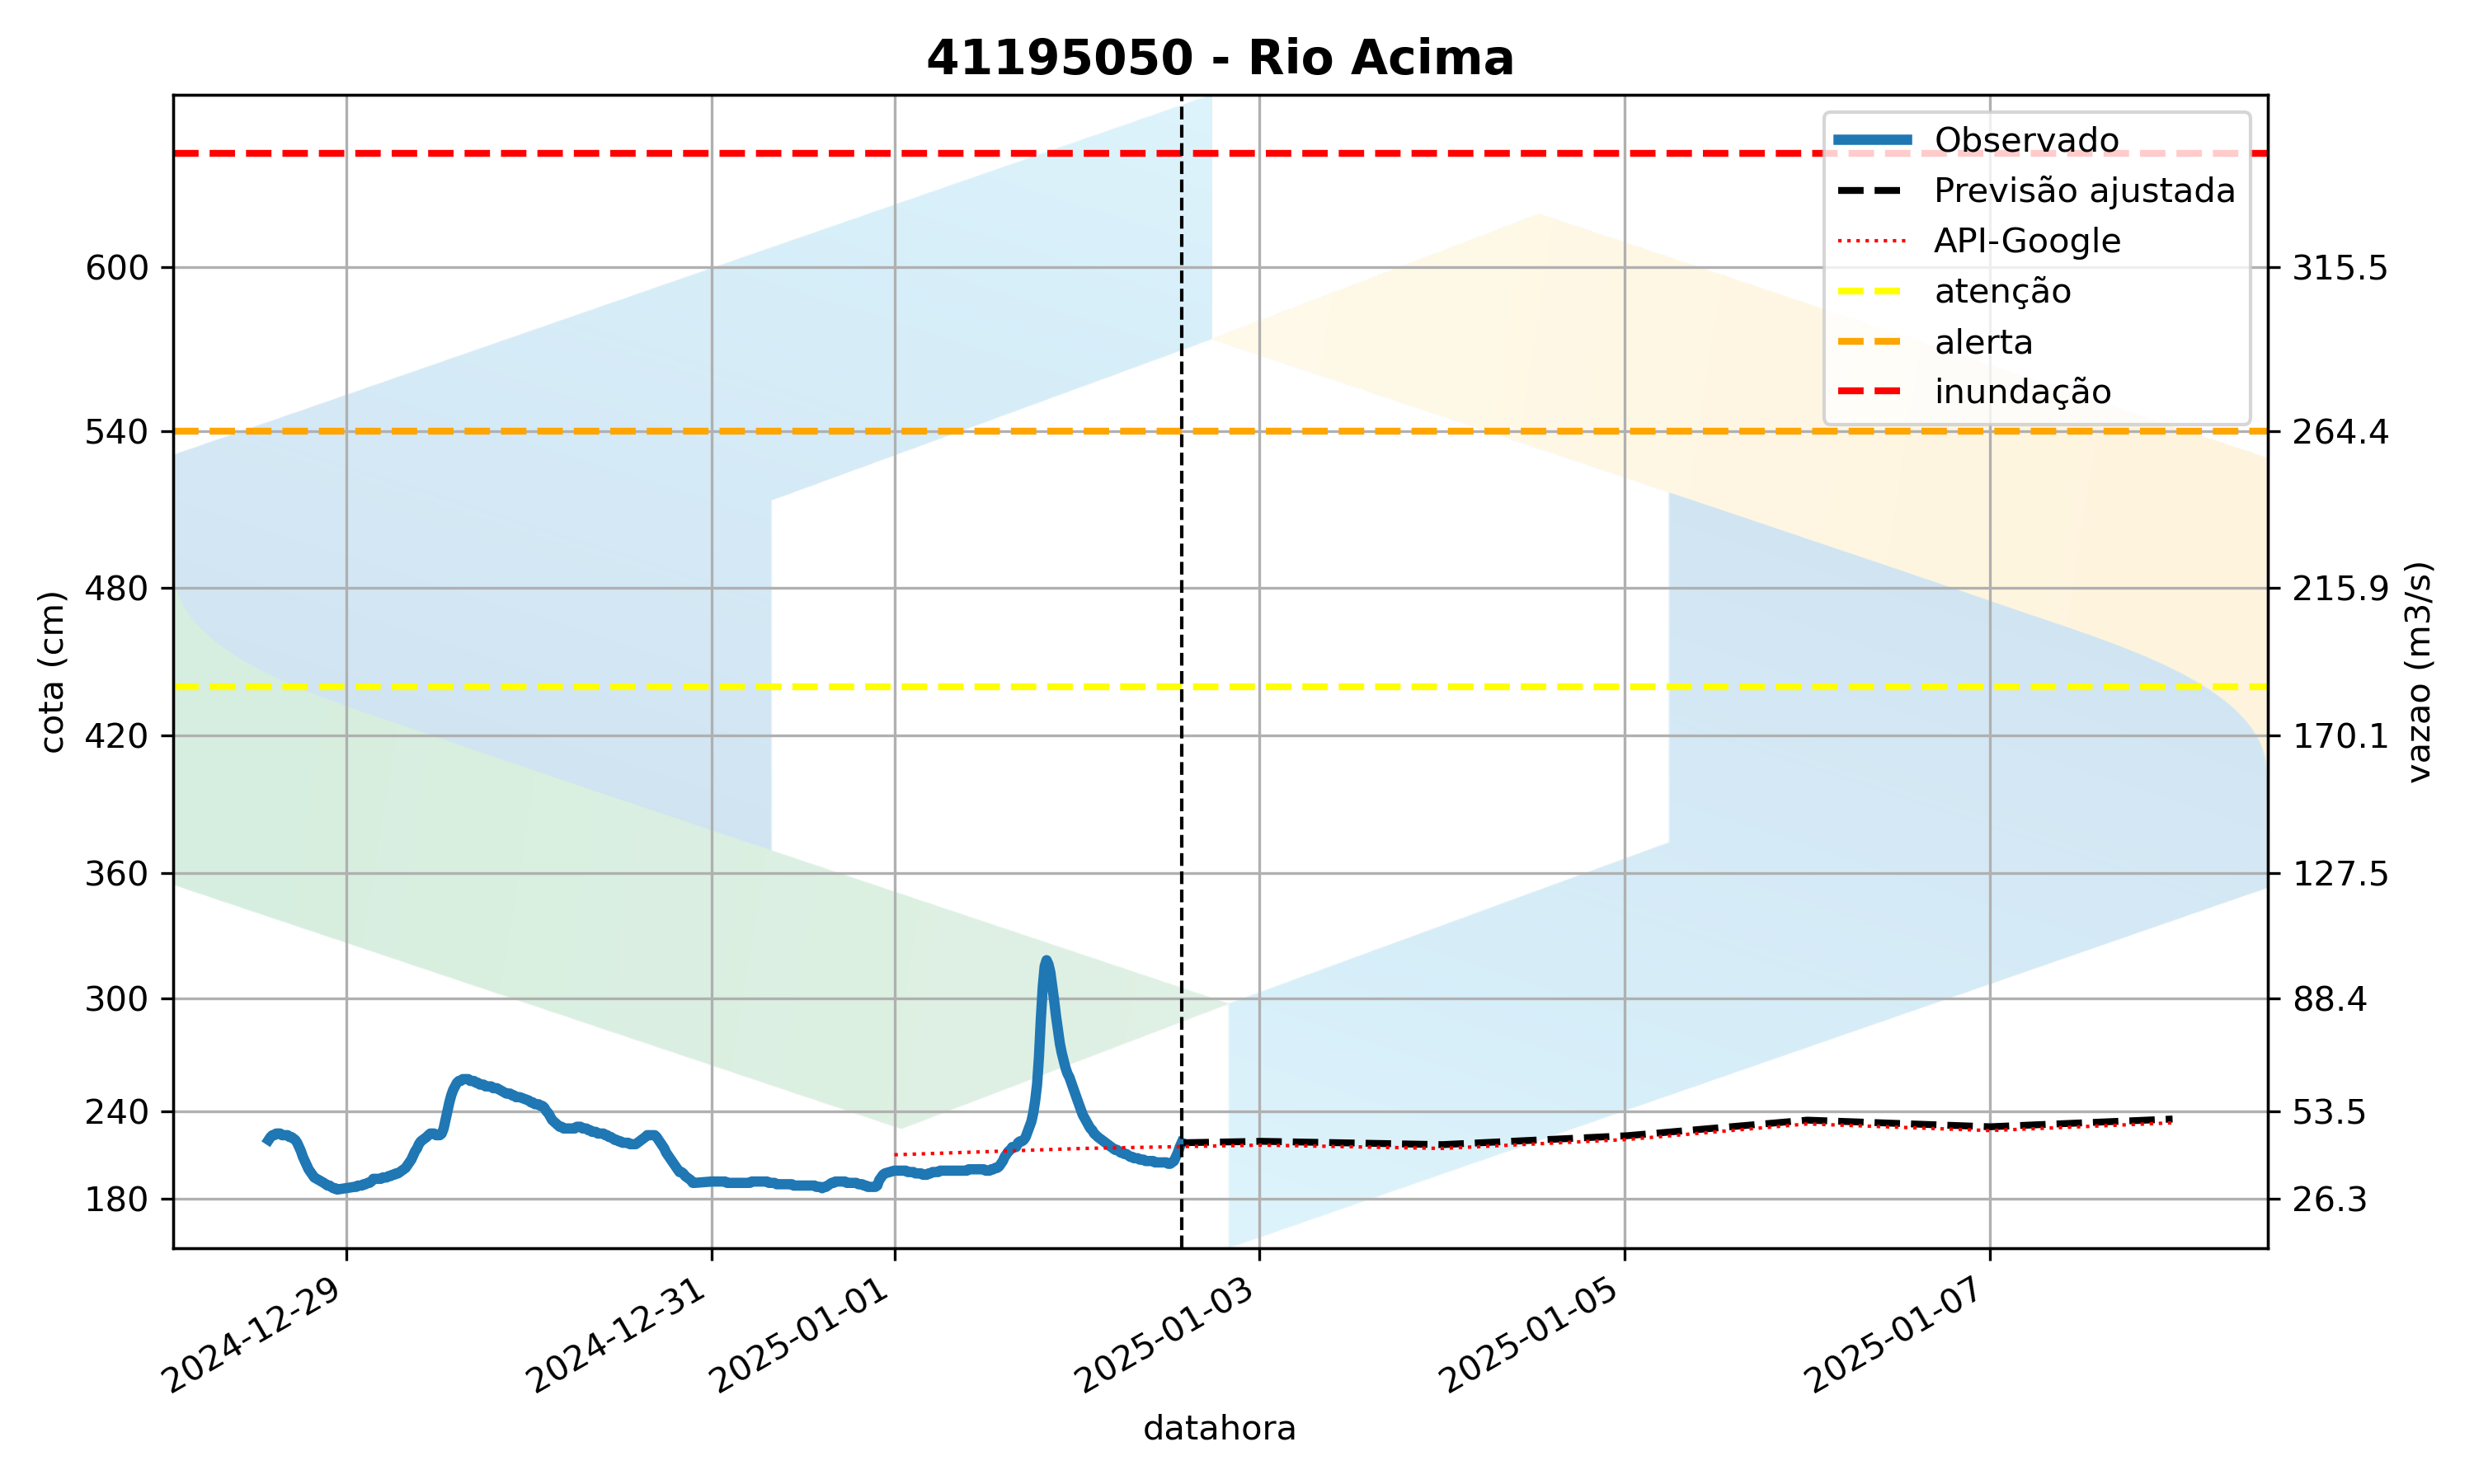 41195050 - Rio Acima
Observado
Previsão ajustada
API-Google
atenção
alerta
inundação
cota (cm)
600
540
480
420
360
300
240
180
315.5
264.4
215.9
170.1
127.5
88.4
53.5
26.3
vazao (m3/s)
2024-12-29
2024-12-31
2025-01-01
2025-01-03
2025-01-05
2025-01-07
datahora